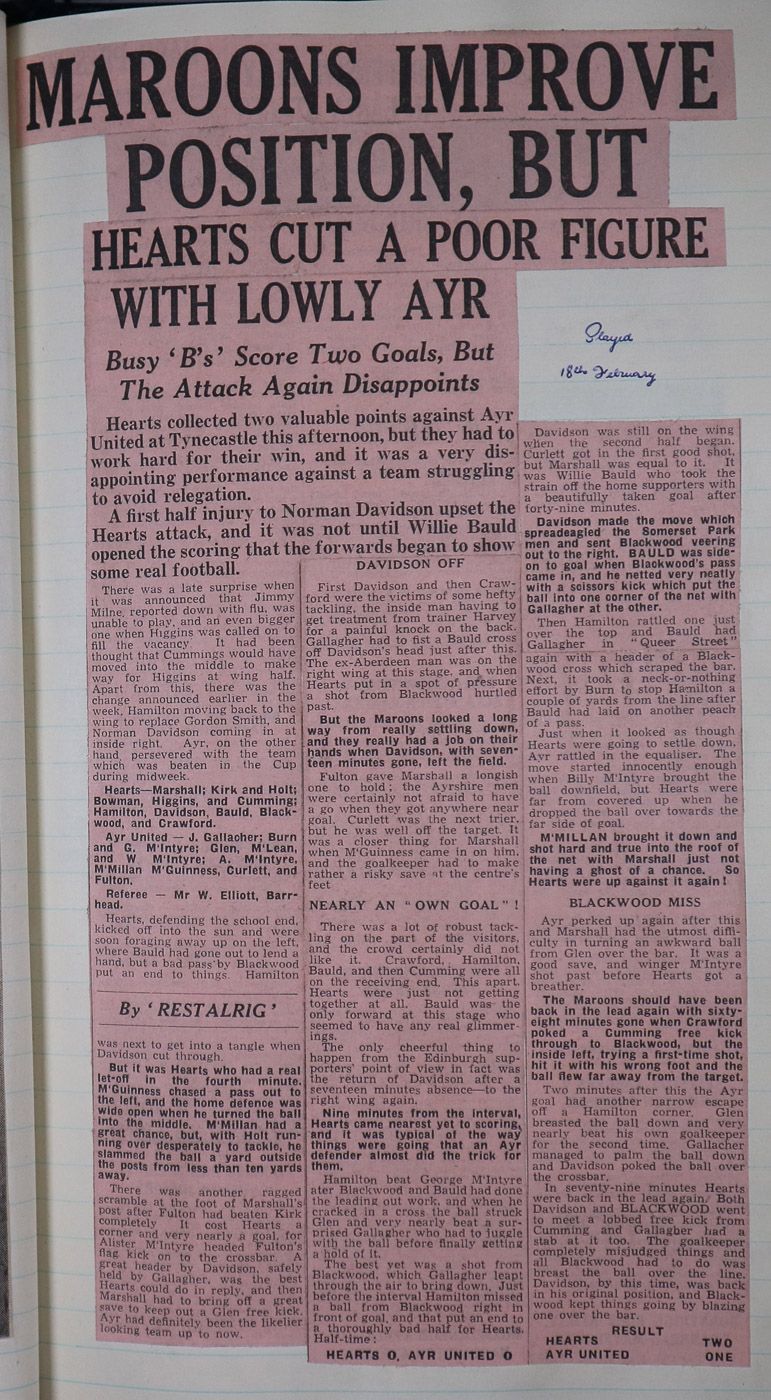 MAROONS IMPROVE
POSITION, BUT
HEARTS CUT A POOR FIGURE
WITH LOWLY AYR
Busy ‘B's’ Score Two Goals, But
The Attack Again Disappoints
Played
18th February
Hearts collected two valuable points against Ayr
United at Tynecastle this afternoon, but they had to
work hard for their win, and it was a very dis-
appointing performance against a team struggling
to avoid relegation.
A first half injury to Norman Davidson upset the
Hearts attack, and it was not until Willie Bauld
opened the scoring that the forwards began to show
some real football.
There was a late surprise when
it was announced that Jimmy
Milne, reported down with flu, was
unable to play, and an even bigger
one when Higgins was called on to
fill the vacancy. It had been
thought that Cummings would have
moved into the middle to make
way for Higgins at wing half.
Apart from this, there was the
change announced earlier in the
week, Hamilton moving back to the
wing to replace Gordon Smith, and
Norman Davidson coming in at
inside right. Ayr, on the other
hand, persevered with the team
which was beaten in the Cup
during midweek.
Hearts—Marshall; Kirk and Holt;
Bowman, Higgins, and Cumming;
Hamilton, Davidson, Bauld, Black-
wood, and Crawford.
Ayr United — J. Gallacher; Burn
and G. M'Intyre; Glen, M'Lean,
and W. M'Intyre; A. M'Intyre,
M'Millan M'Guinness, Curlett, and
Fulton.
Referee — Mr W. Elliott, Barr-
head.
Hearts, defending the school end,
kicked off into the sun and were
soon foraging away up on the left,
where Bauld had gone out to lend a
hand, but a bad pass by Blackwood
put an end to things. Hamilton
By ‘RESTALRIG’
was next to get into a tangle when
Davidson cut through.
But it was Hearts who had a real
let-off in the fourth minute.
M'Guinness chased a pass out to
the left, and the home defence was
wide open when he turned the ball
into the middle. M'Millan had a
great chance, but, with Holt run-
ning over desperately to tackle, he
slammed the ball a yard outside
the posts from less than ten yards
away.
There was another ragged
scramble at the foot of Marshall's
post after Fulton had beaten Kirk
completely. It cost Hearts a
corner and very nearly a goal, for
Alister M'Intyre headed Fulton's
flag kick on to the crossbar. A
great header by Davidson, safely
held by Gallagher, was the best
Hearts could do in reply, and then
Marshall had to bring off a great
save to keep out a Glen free kick.
Ayr had definitely been the likelier
looking team up to now.
DAVIDSON OFF
First Davidson and then Craw-
ford were the victims of some hefty
tackling, the inside man having to
get treatment from trainer Harvey
for a painful knock on the back.
Gallagher had to fist a Bauld cross
off Davidson's head just after this.
The ex-Aberdeen man was on the
right wing at this stage, and when
Hearts put in a spot of pressure
a shot from Blackwood hurtled
past.
But the Maroons looked a long
way from really settling down,
and they really had a job on their
hands when Davidson, with seven-
teen minutes gone, left the field.
Fulton gave Marshall a longish
one to hold; the Ayrshire men
were certainly not afraid to have
a go when they got anywhere near
goal. Curlett was the next trier,
but he was well off the target. It
was a closer thing for Marshall
when M'Guinness came in on him,
and the goalkeeper had to make
rather a risky save at the centre's
feet
NEARLY AN “OWN GOAL”!
There was a lot of robust tack-
ling on the part of the visitors,
and the crowd certainly did not
like it. Crawford, Hamilton,
Bauld, and then Cumming were all
on the receiving end. This apart,
Hearts were just not getting
together at all. Bauld was the
only forward at this stage who
seemed to have any real glimmer-
ings.
The only cheerful thing to
happen from the Edinburgh sup-
porters' point of view in fact was
the return of Davidson after a
seventeen minutes absence—to the
right wing again.
Nine minutes from the interval,
Hearts came nearest yet to scoring,
and it was typical of the way
things were going that an Ayr
defender almost did the trick for
them.
Hamilton beat George M'Intyre
after Blackwood and Bauld had done
the leading out work, and when he
cracked in a cross the ball struck
Glen and very nearly beat a sur-
prised Gallagher who had to juggle
with the ball before finally getting
a hold of it.
The best yet was a shot from
Blackwood, which Gallagher leapt
through the air to bring down. Just
before the interval Hamilton missed
a ball from Blackwood right in
front of goal, and that put an end to
a thoroughly bad half for Hearts.
Half-time:
HEARTS 0, AYR UNITED 0
Davidson was still on the wing
when the second half began.
Curlett got in the first good shot,
but Marshall was equal to it. It
was Willie Bauld who took the
strain off the home supporters with
a beautifully taken goal after
forty-nine minutes.
Davidson made the move which
spreadeagled the Somerset Park
men and sent Blackwood veering
out to the right. BAULD was side-
on to goal when Blackwood's pass
came in, and he netted very neatly
with a scissors kick which put the
ball into one corner of the net with
Gallagher at the other.
Then Hamilton rattled one just
over the top and Bauld had
Gallagher in “Queer Street”
again with a header of a Black-
wood cross which scraped the bar.
Next, it took a neck-or-nothing
effort by Burn to stop Hamilton a
couple of yards from the line after
Bauld had laid on another peach
of a pass.
Just when it looked as though
Hearts were going to settle down,
Ayr rattled in the equaliser. The
move started innocently enough
when Billy M'Intyre brought the
ball downfield, but Hearts were
far from covered up when he
dropped the ball over towards the
far side of goal.
M'MILLAN brought it down and
shot hard and true into the roof of
the net with Marshall just not
having a ghost of a chance. So
Hearts were up against it again!
BLACKWOOD MISS
Ayr perked up again after this
and Marshall had the utmost diffi-
culty in turning an awkward ball
from Glen over the bar. It was a
good save, and winger M'Intyre
shot past before Hearts got a
breather.
The Maroons should have been
back in the lead again with sixty-
eight minutes gone when Crawford
poked a Cumming free kick
through to Blackwood, but the
inside left, trying a first-time shot,
hit it with his wrong foot and the
ball flew far away from the target.
Two minutes after this the Ayr
goal had another narrow escape
off a Hamilton corner. Glen
breasted the ball down and very
nearly beat his own goalkeeper
for the second time. Gallacher
managed to palm the ball down
and Davidson poked the ball over
the crossbar.
In seventy-nine minutes Hearts
were back in the lead again. Both
Davidson and BLACKWOOD went
to meet a lobbed free kick from
Cumming and Gallagher had a
stab at it too. The goalkeeper
completely misjudged things and
all Blackwood had to do was
breast the ball over the line.
Davidson, by this time, was back
in his original position, and Black-
wood kept things going by blazing
one over the bar.
RESULT
HEARTS TWO
AYR UNITED ONE